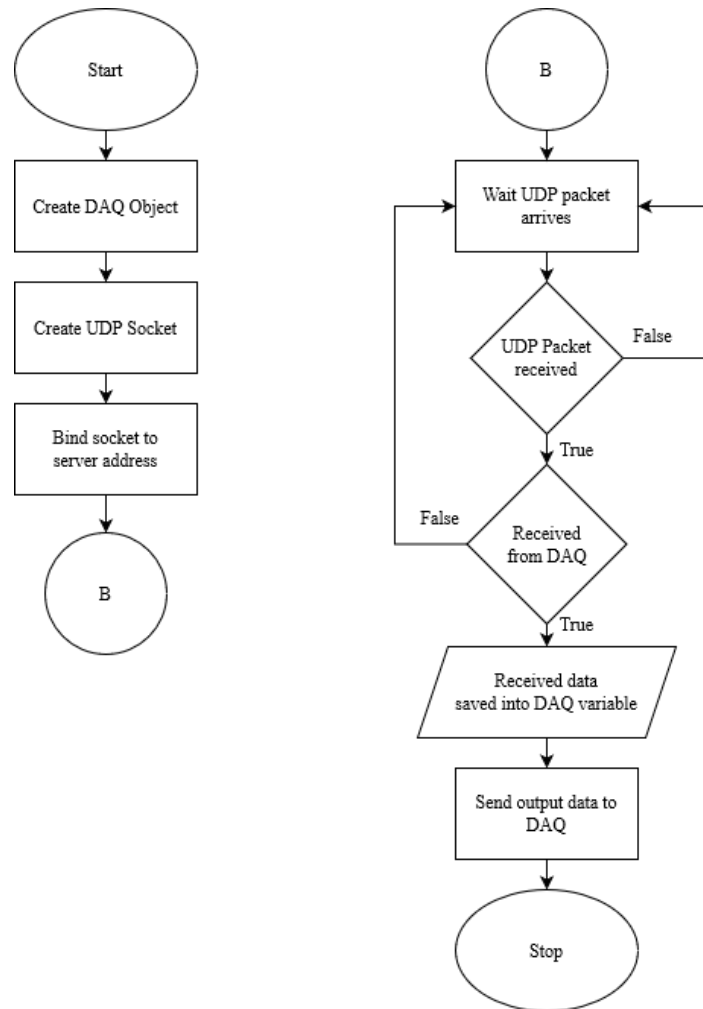 Start
Create DAQ Object
Create UDP Socket
Bind socket to
server address
B
B
Wait UDP packet
arrives
UDP Packet
received
False
True
False
Received
from DAQ
True
Received data
saved into DAQ variable
Send output data to
DAQ
Stop